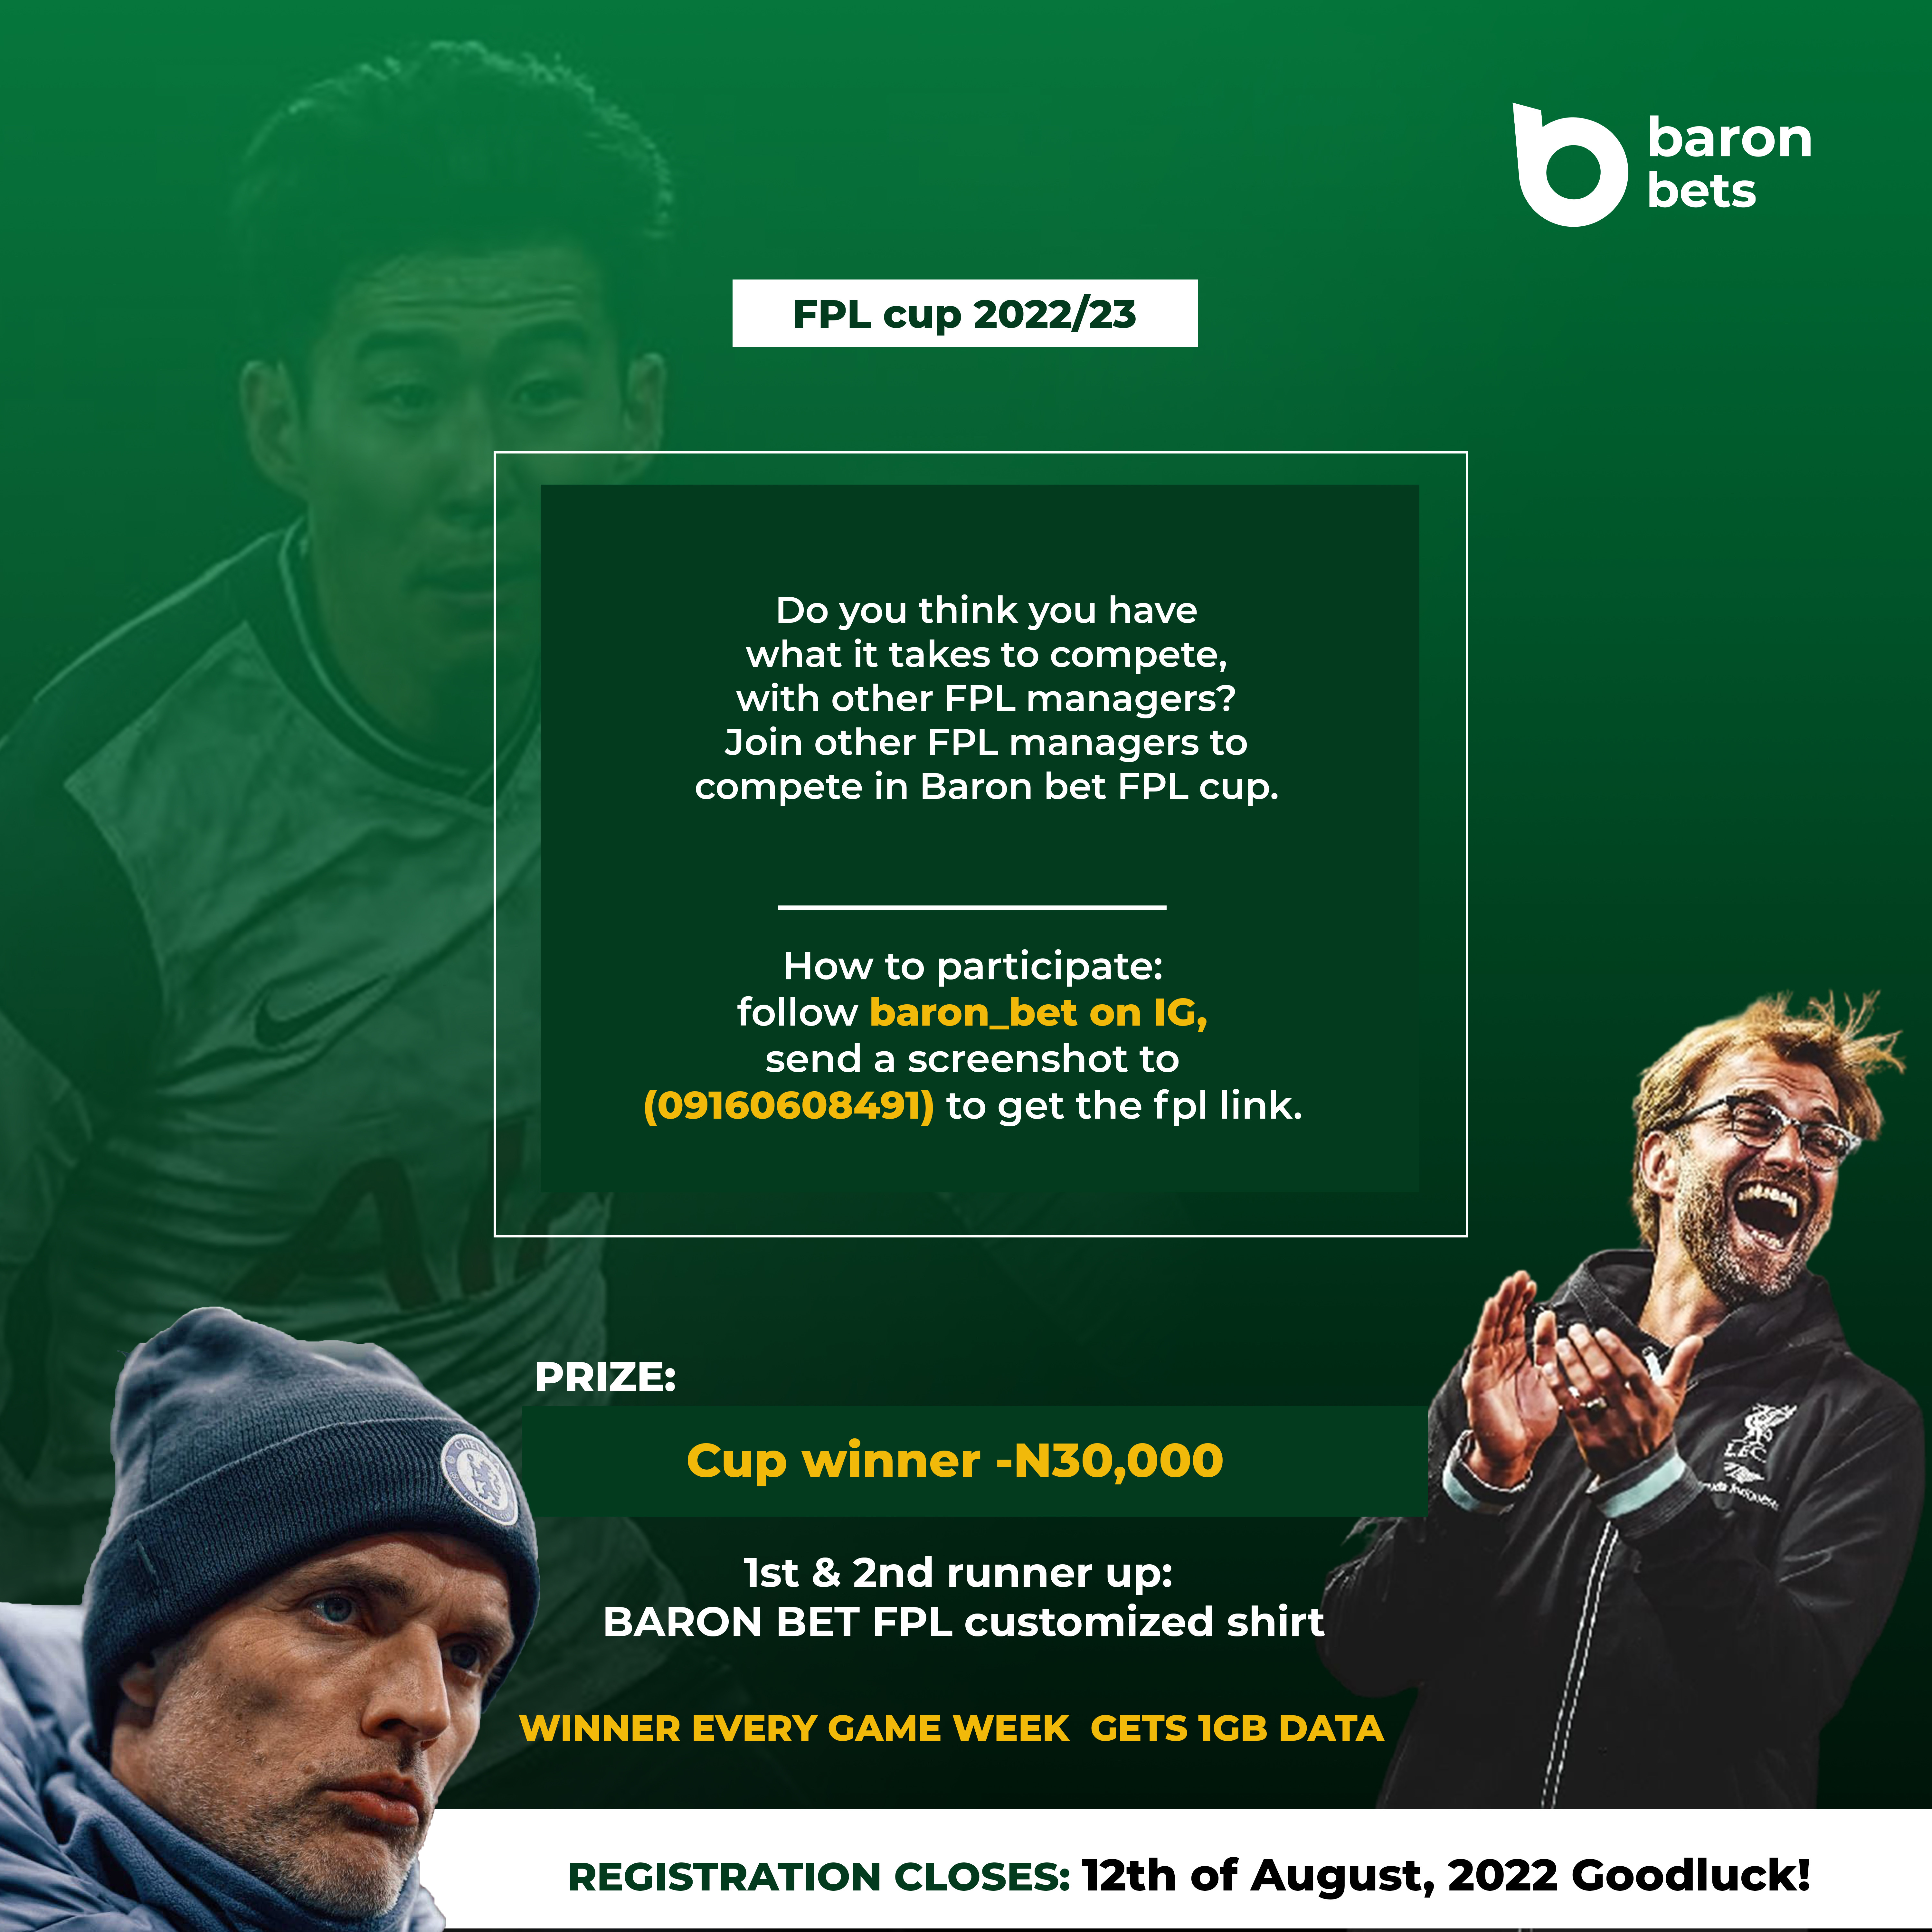 baron
bets
FPL cup 2022/23
Do you think you have
what it takes to compete,
with other FPL managers?
Join other FPL managers to
compete in Baron bet FPL cup.
How to participate:
follow baron_bet on IG,
send a screenshot to
(09160608491) to get the fpl link.
PRIZE:
Cup winner -N30,000
1st & 2nd runner up:
BARON BET FPL customized shirt
WINNER EVERY GAME WEEK  GETS 1GB DATA
REGISTRATION CLOSES: 12th of August, 2022 Goodluck!